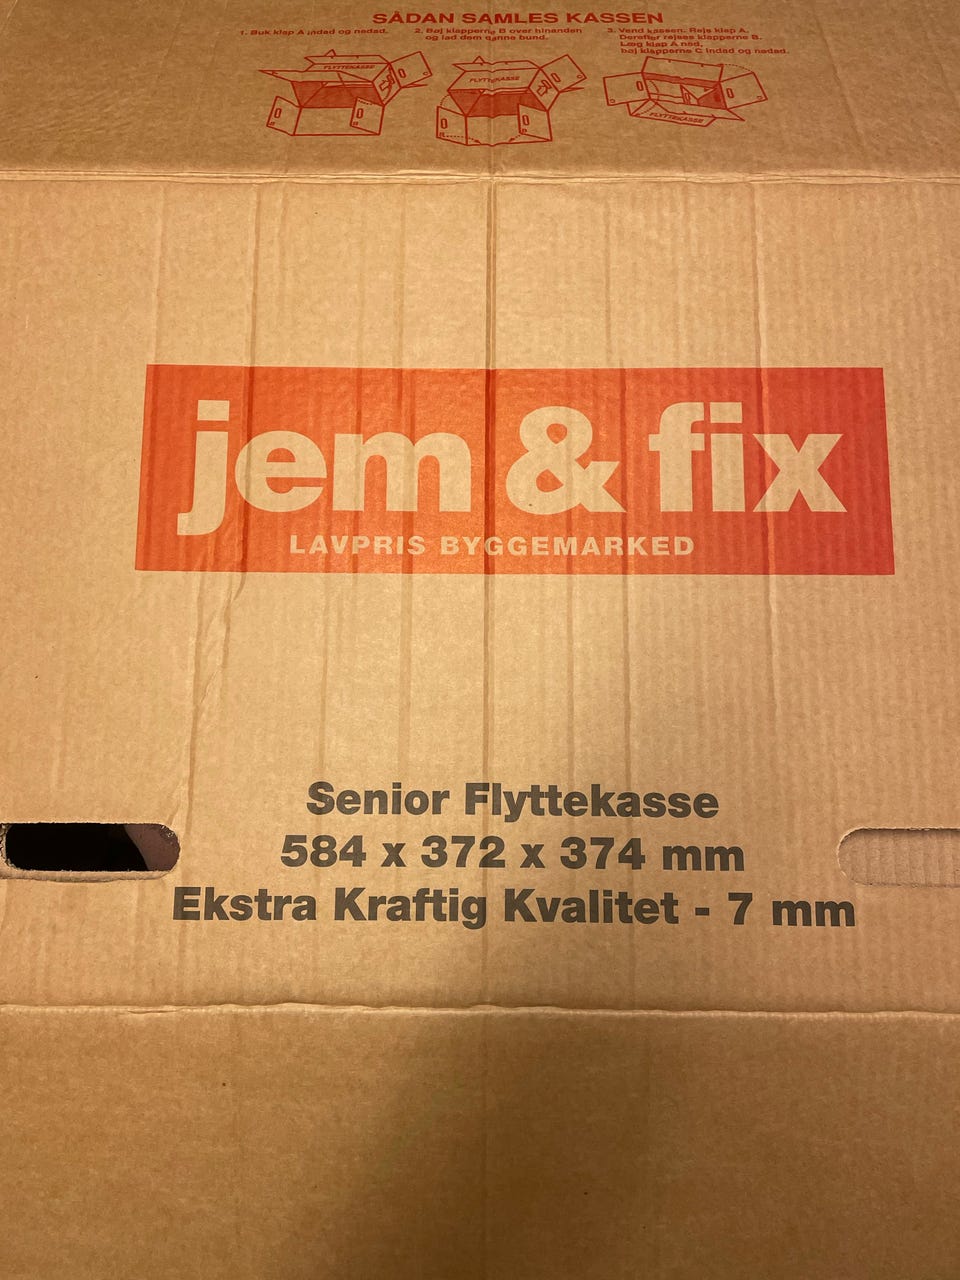 SÅDAN SAMLES KASSEN
1. Buk klap A indad og nedad.
2. Bøj klapperne B over hinanden
og lad dem danne bund.
3. Vend kassen. Rejs klap A.
Derefter rejses klapperne B.
Læg klap A ned,
bøj klapperne C indad og nedad.
FLYTTEKASSE
FLYTTEKASSE
FLYTTEKASSE
jem & fix
LAVPRIS BYGGEMARKED
Senior Flyttekasse
584 x 372 x 374 mm
Ekstra Kraftig Kvalitet - 7 mm